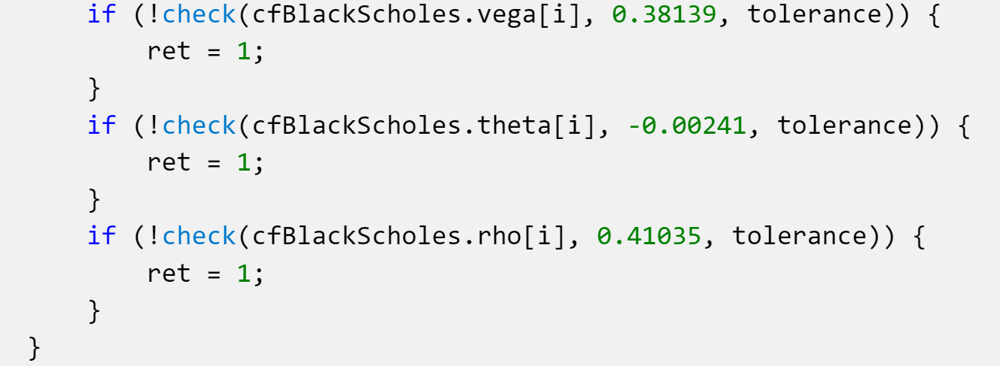 if (!check(cfBlackScholes.vega[i], 0.38139, tolerance)) {
ret = 1;
}
if (!check(cfBlackScholes.theta[i], -0.00241, tolerance)) {
ret = 1;
}
if (!check(cfBlackScholes.rho[i], 0.41035, tolerance)) {
ret = 1;
}
}